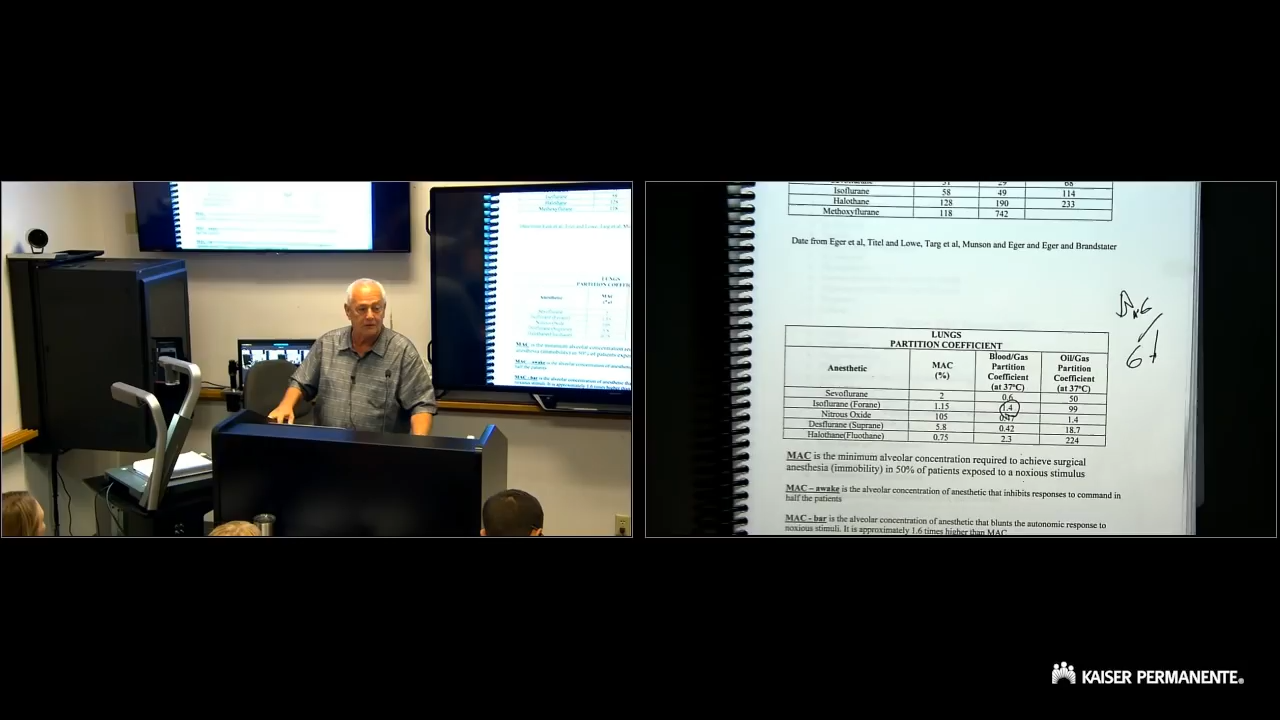 Isoflurane 58 49 114
Halothane 128 190 233
Methoxyflurane 118 742
Date from Eger et al, Titel and Lowe, Targ et al, Munson and Eger and Eger and Brandstater
LUNGS
PARTITION COEFFICIENT
Anesthetic MAC (%) Blood/Gas Partition Coefficient (at 37°C) Oil/Gas Partition Coefficient (at 37°C)
Sevoflurane 2 0.6 50
Isoflurane (Forane) 1.15 1.4 99
Nitrous Oxide 105 0.47 1.4
Desflurane (Suprane) 5.8 0.42 18.7
Halothane(Fluothane) 0.75 2.3 224
MAC is the minimum alveolar concentration required to achieve surgical
anesthesia (immobility) in 50% of patients exposed to a noxious stimulus
MAC – awake is the alveolar concentration of anesthetic that inhibits responses to command in
half the patients
MAC - bar is the alveolar concentration of anesthetic that blunts the autonomic response to
noxious stimuli. It is approximately 1.6 times higher than MAC
KAISER PERMANENTE®